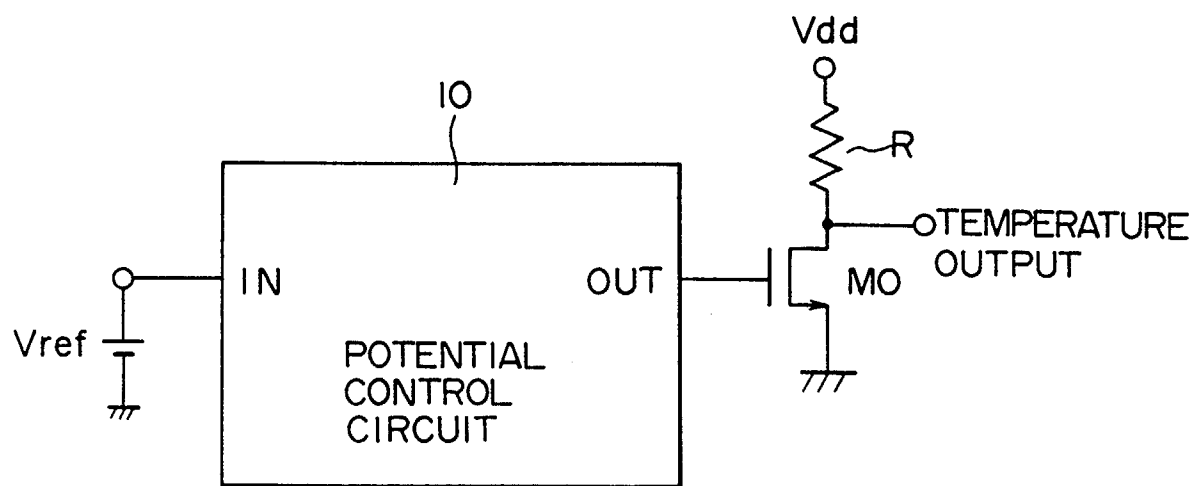 Vdd
10
R
TEMPERATURE
OUTPUT
IN
OUT
MO
Vref
POTENTIAL
CONTROL
CIRCUIT